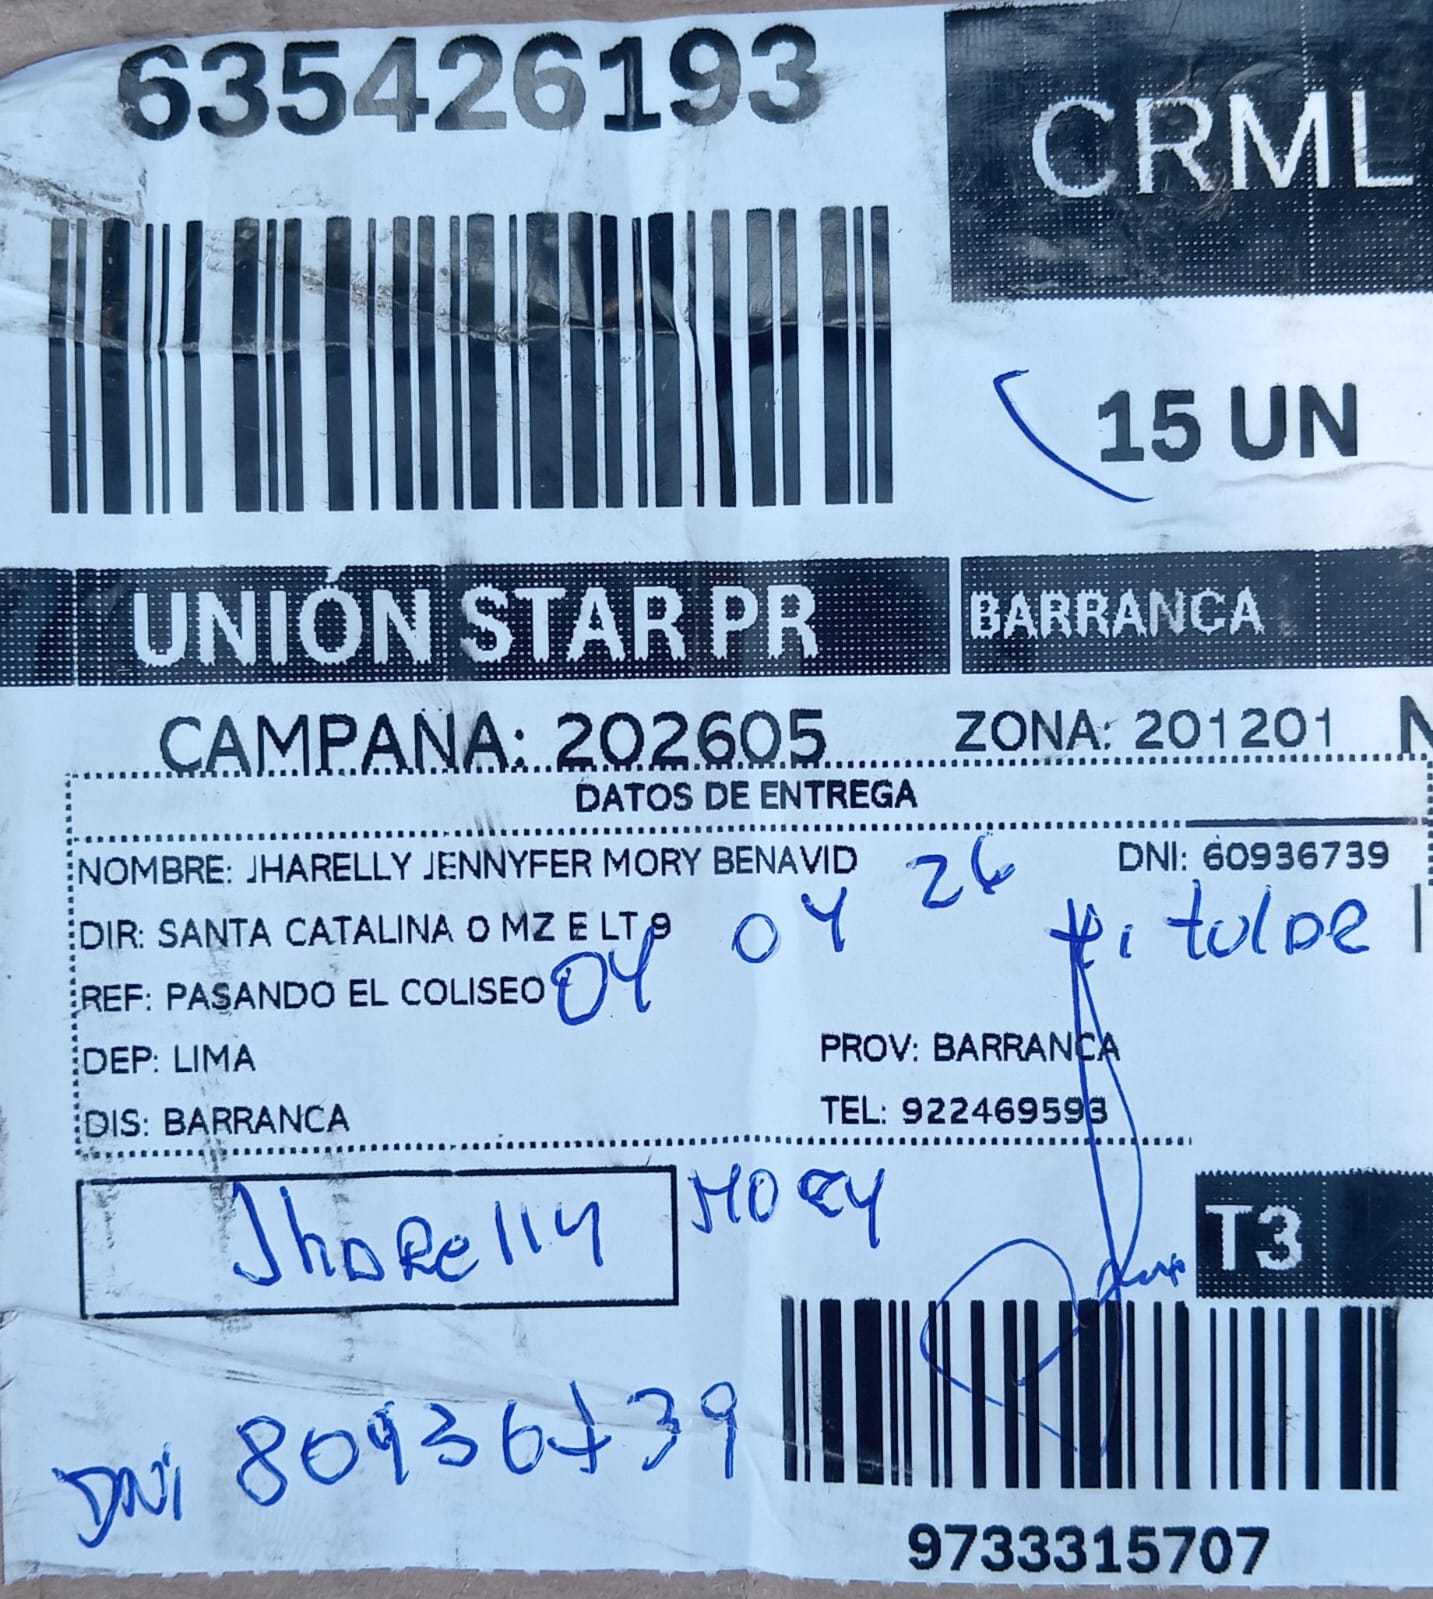 635426193
CRML
15 UN
UNIÓN STAR PR
BARRANCA
CAMPAÑA: 202605 ZONA: 201201 N
DATOS DE ENTREGA
NOMBRE: JHARELLY JENNYFER MORY BENAVID DNI: 60936739
DIR: SANTA CATALINA O MZ E LT 9
REF: PASANDO EL COLISEO
04 04 26
DEP: LIMA PROV: BARRANCA
DIS: BARRANCA TEL: 922469593
Jharelly Mory
T3
DNI 80936739
9733315707